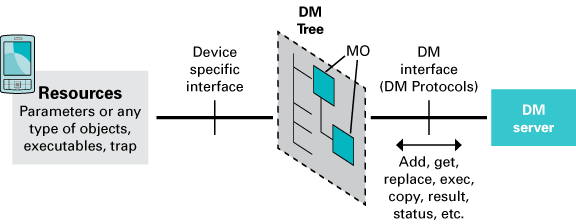 DM
Tree
MO
Device
specific
interface
DM
interface
(DM Protocols)
Resources
Parameters or any
type of objects,
executables, trap
DM
server
Add, get,
replace, exec,
copy, result,
status, etc.